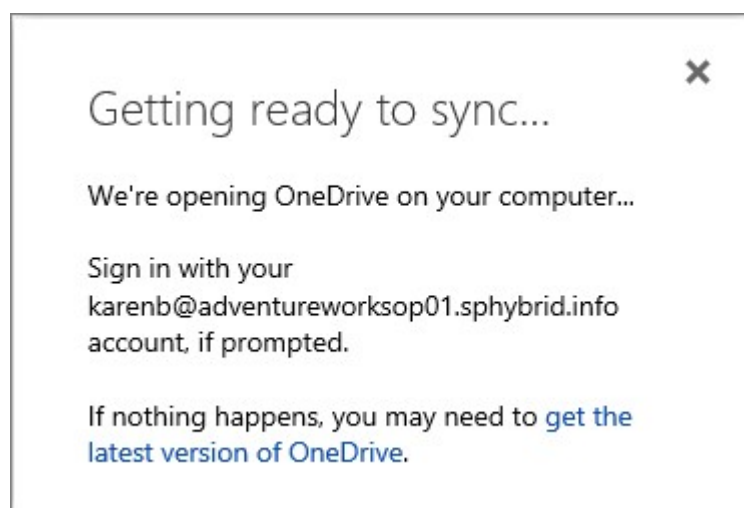 Getting ready to sync...
We're opening OneDrive on your computer...
Sign in with your
karenb@adventureworksop01.sphybrid.info
account, if prompted.
If nothing happens, you may need to get the
latest version of OneDrive.